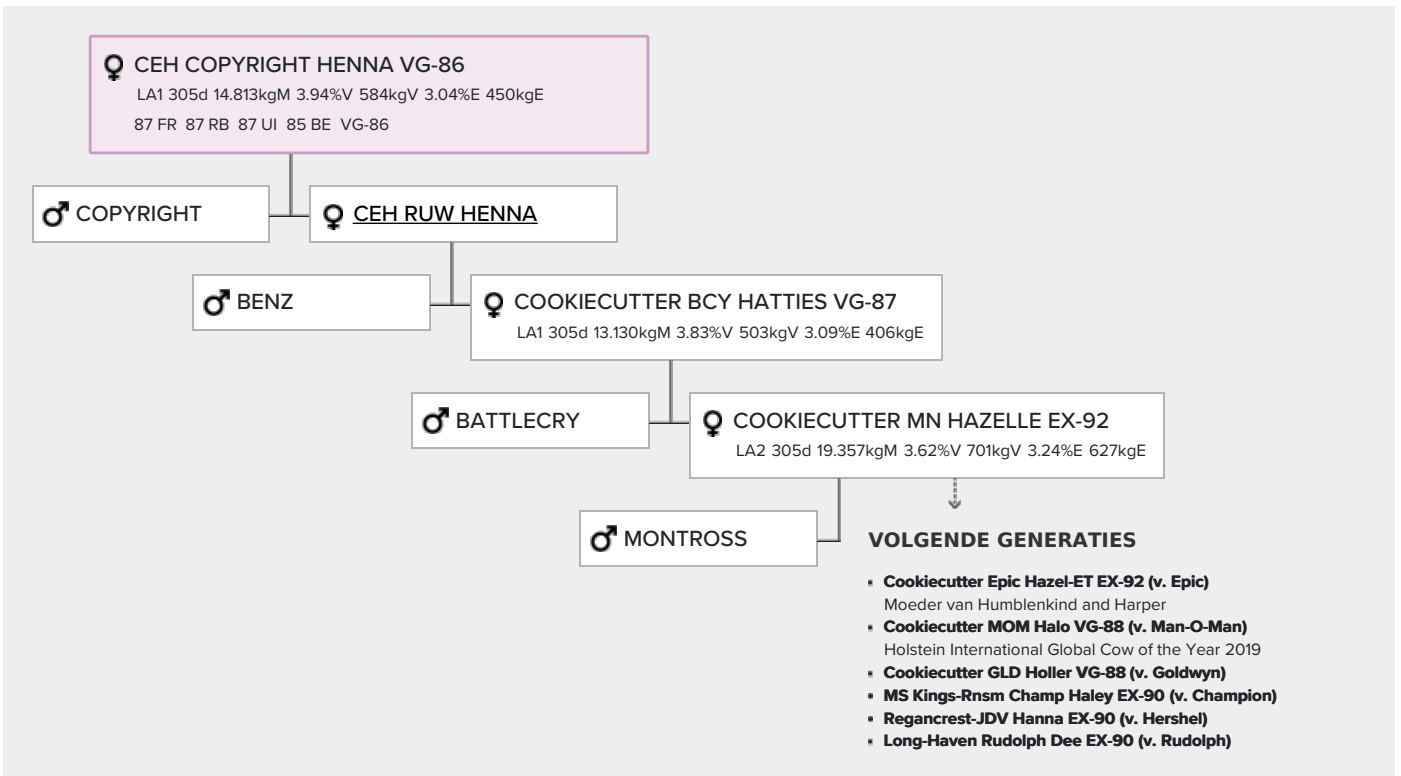 CEH COPYRIGHT HENNA VG-86
LA1 305d 14.813kgM 3.94%V 584kgV 3.04%E 450kgE
87 FR 87 RB 87 UI 85 BE VG-86
COPYRIGHT
CEH RUW HENNA
BENZ
COOKIECUTTER BCY HATTIES VG-87
LA1 305d 13.130kgM 3.83%V 503kgV 3.09%E 406kgE
BATTLECRY
COOKIECUTTER MN HAZELLE EX-92
LA2 305d 19.357kgM 3.62%V 701kgV 3.24%E 627kgE
MONTROSS
VOLGENDE GENERATIES
Cookiecutter Epic Hazel-ET EX-92 (v. Epic)
Moeder van Humblenkind and Harper
Cookiecutter MOM Halo VG-88 (v. Man-O-Man)
Holstein International Global Cow of the Year 2019
Cookiecutter GLD Holler VG-88 (v. Goldwyn)
MS Kings-Rnsm Champ Haley EX-90 (v. Champion)
Regancrest-JDV Hanna EX-90 (v. Hershel)
Long-Haven Rudolph Dee EX-90 (v. Rudolph)